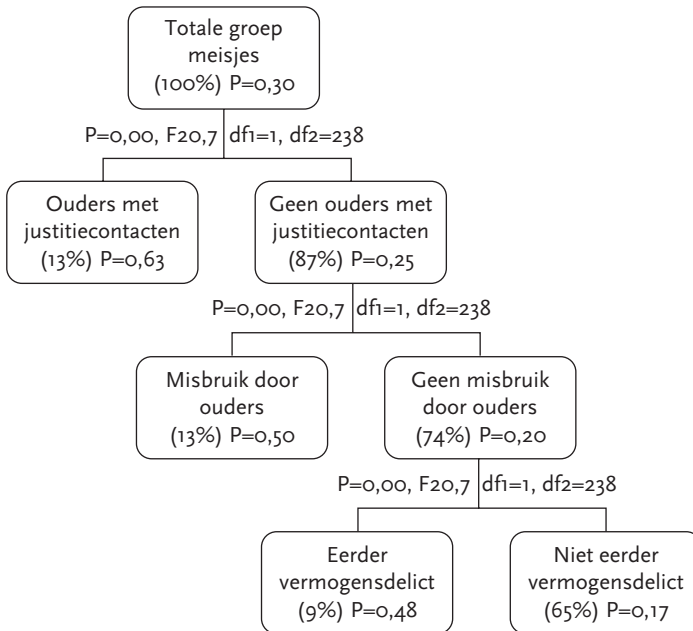 Totale groep
meisjes
(100%) P=0,30
P=0,00, F20,7 df1=1, df2=238
Ouders met
justitiecontacten
(13%) P=0,63
Geen ouders met
justitiecontacten
(87%) P=0,25
P=0,00, F20,7 df1=1, df2=238
Misbruik door
ouders
(13%) P=0,50
Geen misbruik
door ouders
(74%) P=0,20
P=0,00, F20,7 df1=1, df2=238
Eerder
vermogensdelict
(9%) P=0,48
Niet eerder
vermogensdelict
(65%) P=0,17